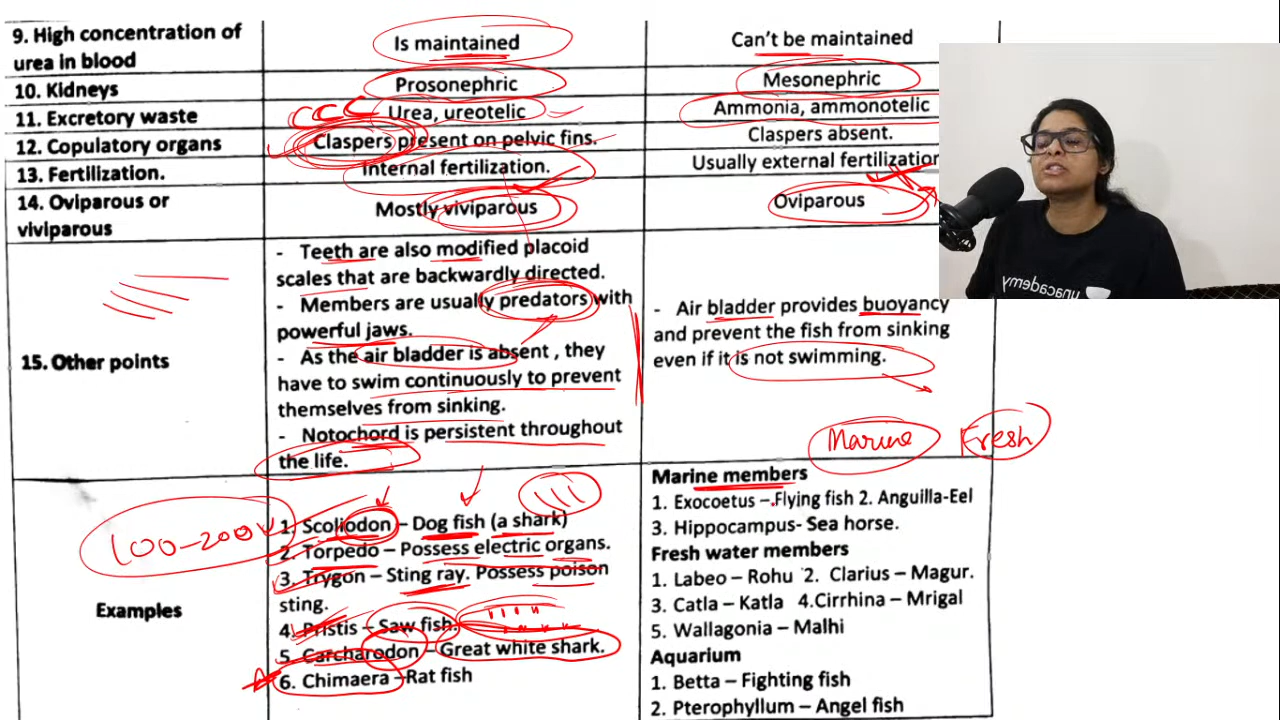 9. High concentration of
urea in blood
Is maintained
Can't be maintained
10. Kidneys
Prosonephric
Mesonephric
11. Excretory waste
Urea, ureotelic
Ammonia, ammonotelic
12. Copulatory organs
Claspers present on pelvic fins.
Claspers absent.
13. Fertilization.
Internal fertilization.
Usually external fertilization
14. Oviparous or
viviparous
Mostly viviparous
Oviparous
15. Other points
- Teeth are also modified placoid
scales that are backwardly directed.
- Members are usually predators with
powerful jaws.
- As the air bladder is absent , they
have to swim continuously to prevent
themselves from sinking.
- Notochord is persistent throughout
the life.
- Air bladder provides buoyancy
and prevent the fish from sinking
even if it is not swimming.
Marine Fresh
Examples
100-200V
1. Scoliodon – Dog fish (a shark)
2. Torpedo – Possess electric organs.
3. Trygon – Sting ray. Possess poison
sting.
4. Pristis – Saw fish.
5. Carcharodon – Great white shark.
6. Chimaera –Rat fish
Marine members
1. Exocoetus – Flying fish 2. Anguilla-Eel
3. Hippocampus- Sea horse.
Fresh water members
1. Labeo – Rohu 2. Clarius – Magur.
3. Catla – Katla 4.Cirrhina – Mrigal
5. Wallagonia – Malhi
Aquarium
1. Betta – Fighting fish
2. Pterophyllum – Angel fish
unacademy